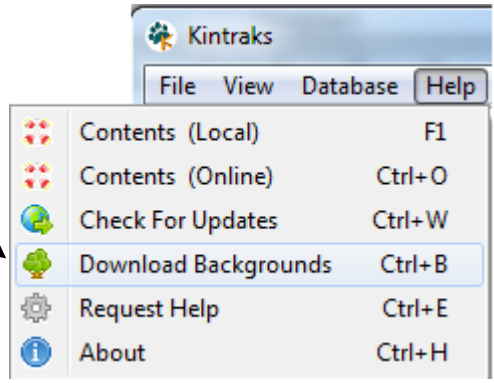 Kintraks
File View Database Help
Contents (Local) F1
Contents (Online) Ctrl+O
Check For Updates Ctrl+W
Download Backgrounds Ctrl+B
Request Help Ctrl+E
About Ctrl+H